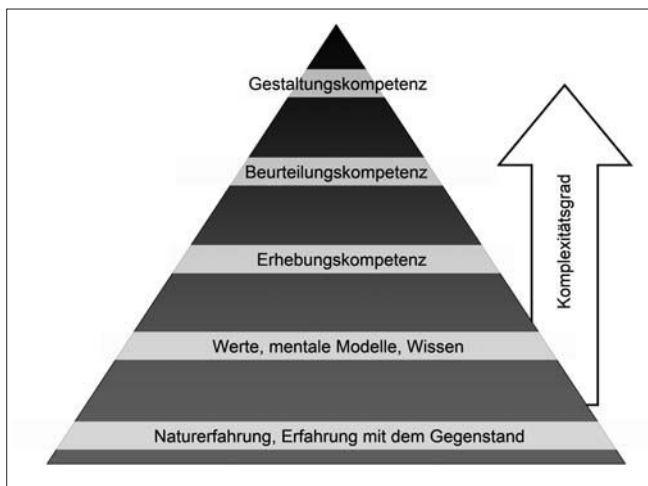 Gestaltungskompetenz
Beurteilungskompetenz
Erhebungskompetenz
Werte, mentale Modelle, Wissen
Naturerfahrung, Erfahrung mit dem Gegenstand
Komplexitätsgrad